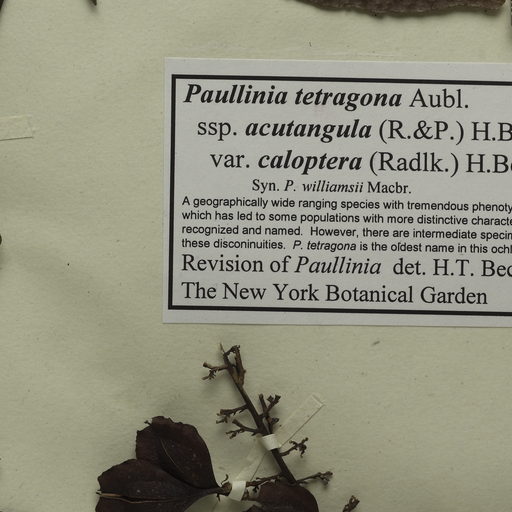 Paullinia tetragona Aubl.
ssp. acutangula (R.&P.) H.
var. caloptera (Radlk.) H.
Syn. P. williamsii Macbr.
A geographically wide ranging species with tremendous
which has led to some populations with more distinctive
recognized and named. However, there are intermediate
these disconinuities. P. tetragona is the oldest name in this
Revision of Paullinia det. H.T.
The New York Botanical Garden